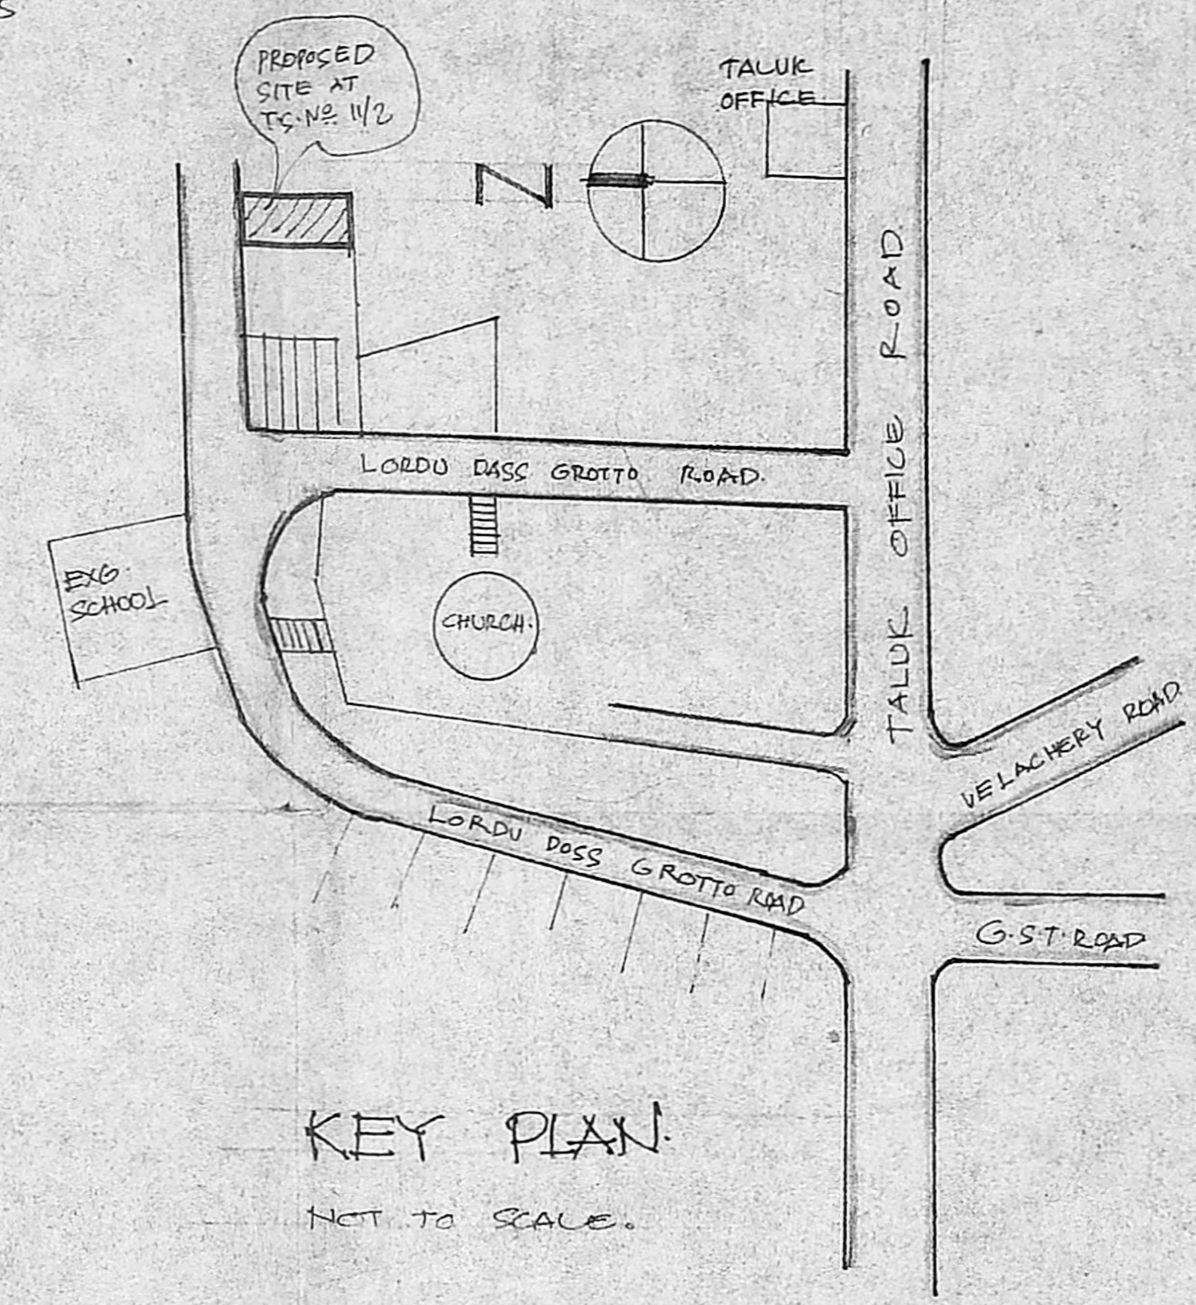 S
PROPOSED
SITE AT
T.S. No 11/2
TALUK
OFFICE
N
TALUK OFFICE ROAD.
LORDU DASS GROTTO ROAD.
EXG.
SCHOOL
CHURCH.
VELACHERY ROAD.
LORDU DOSS GROTTO ROAD
G.S.T. ROAD
KEY PLAN.
NOT TO SCALE.